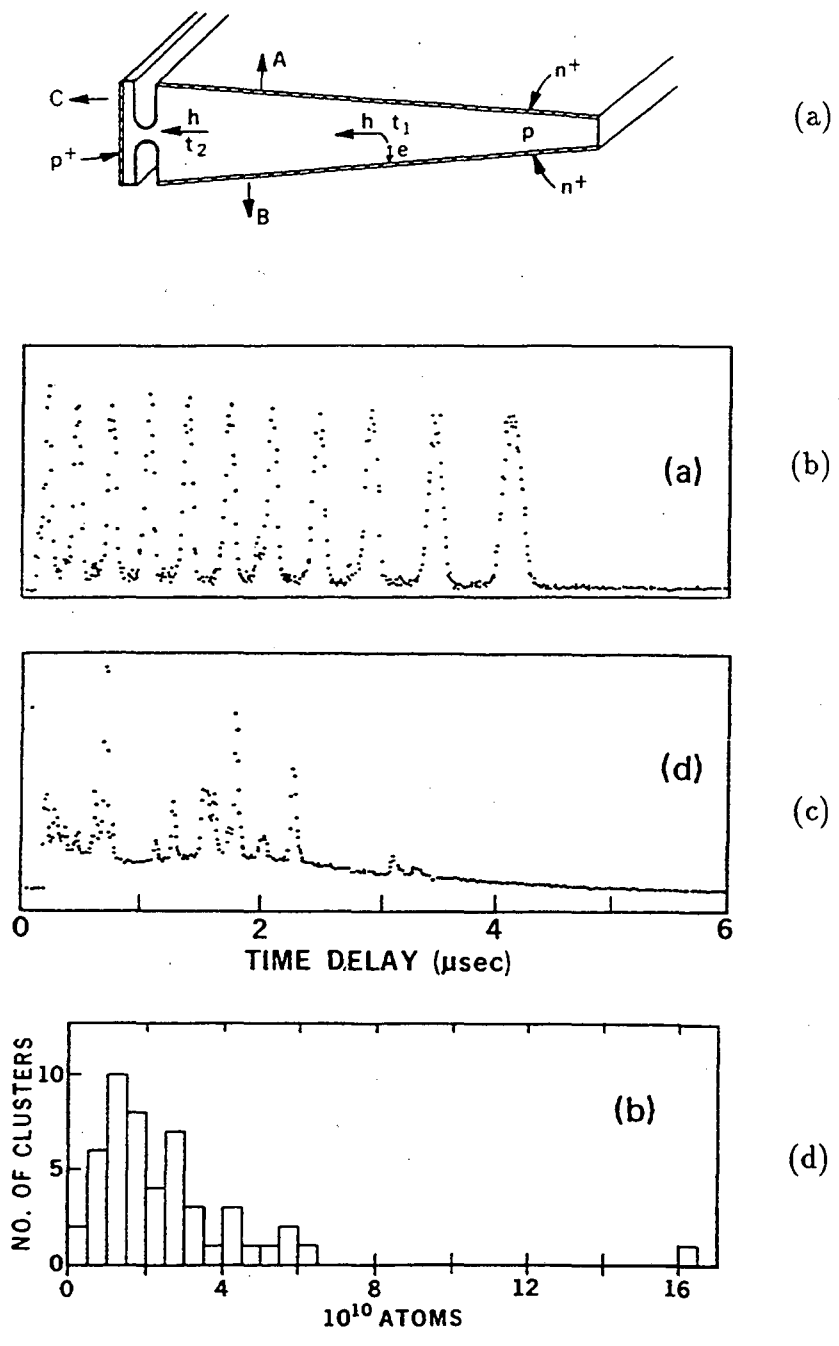 A
n+
(a)
C
h
t2
h t1
e
p
p+
n+
B
(a)
(b)
(d)
(c)
0 2 4 6
TIME DELAY (μsec)
NO. OF CLUSTERS
10
5
0
(b)
(d)
0 4 8 12 16
10^10 ATOMS